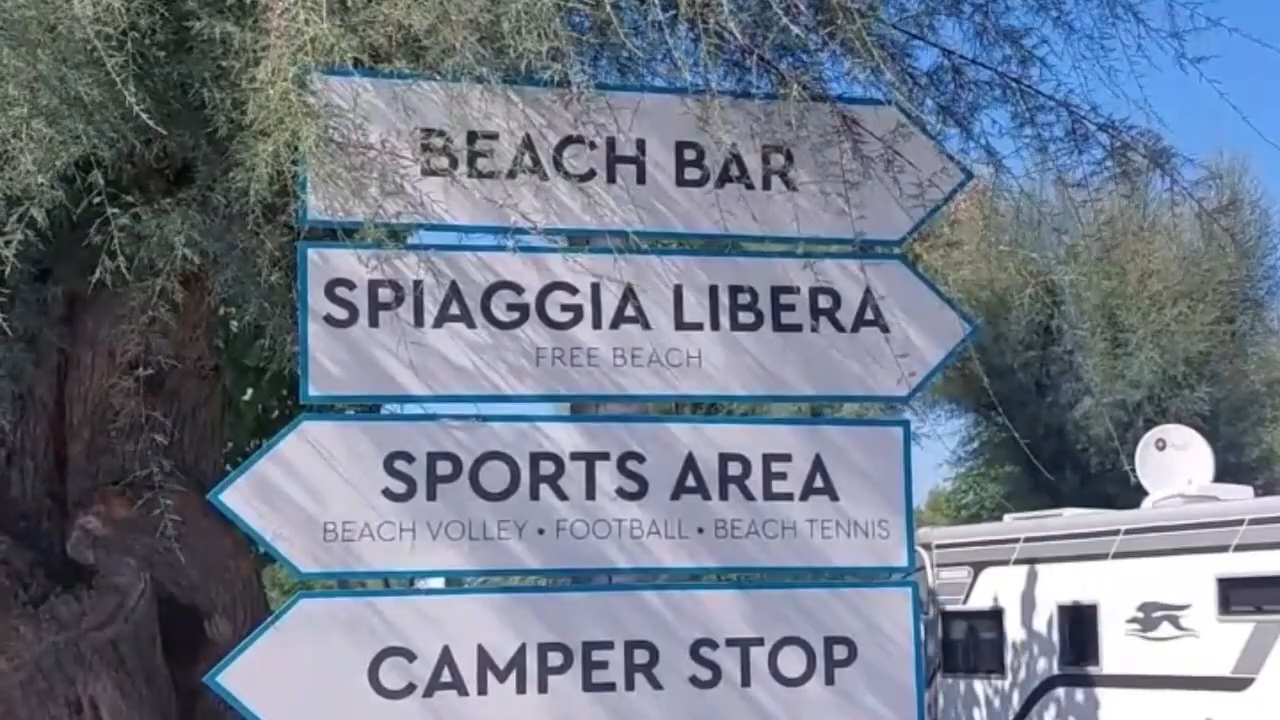 BEACH BAR
SPIAGGIA LIBERA
FREE BEACH
SPORTS AREA
BEACH VOLLEY • FOOTBALL • BEACH TENNIS
CAMPER STOP